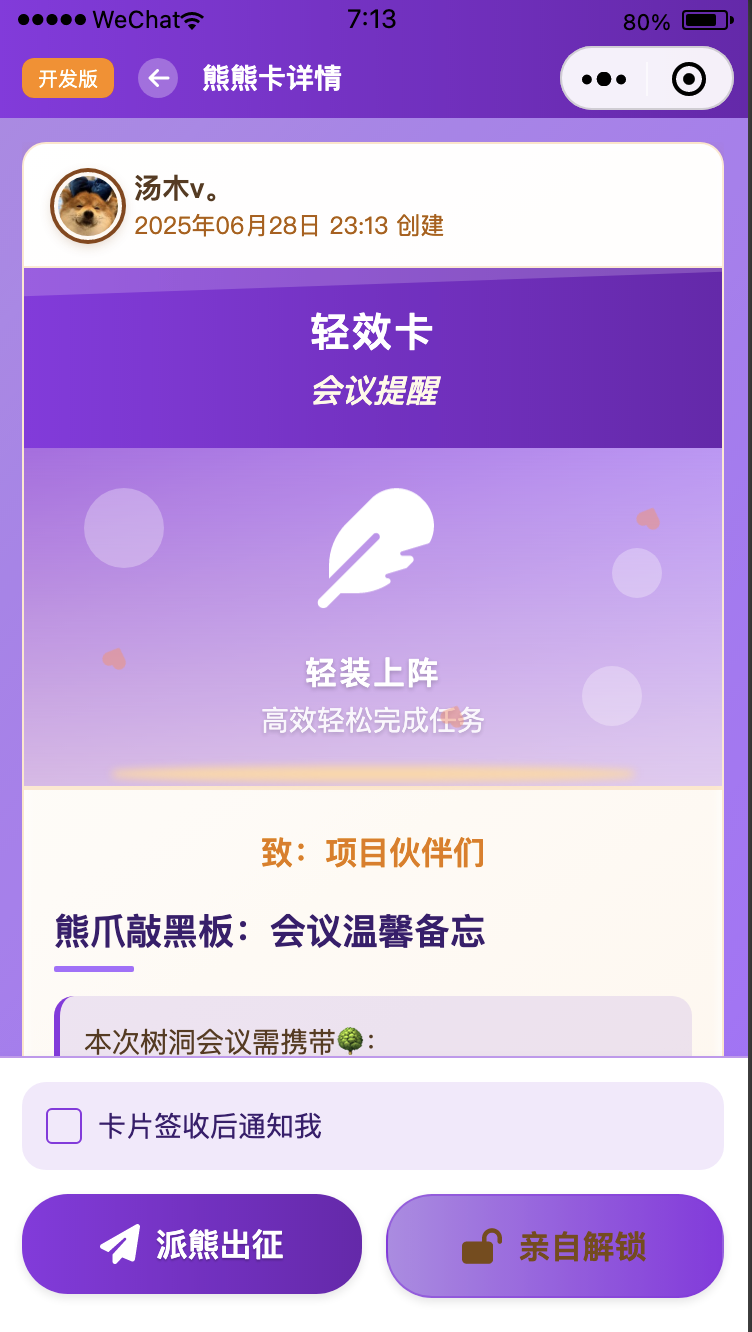 WeChat
7:13
80%
开发版
熊熊卡详情
汤木v。
2025年06月28日 23:13 创建
轻效卡
会议提醒
轻装上阵
高效轻松完成任务
致：项目伙伴们
熊爪敲黑板：会议温馨备忘
本次树洞会议需携带🌳：
卡片签收后通知我
派熊出征
亲自解锁